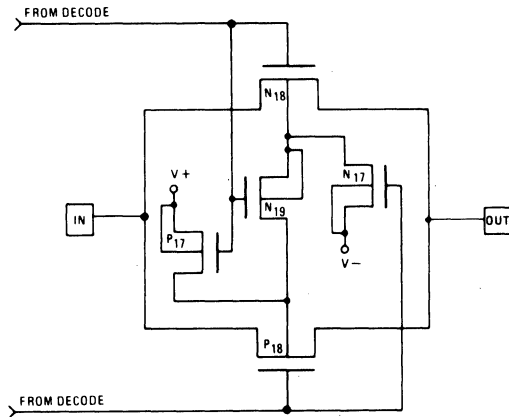 FROM DECODE
N18
V+
N17
IN
N19
OUT
P17
V−
P18
FROM DECODE